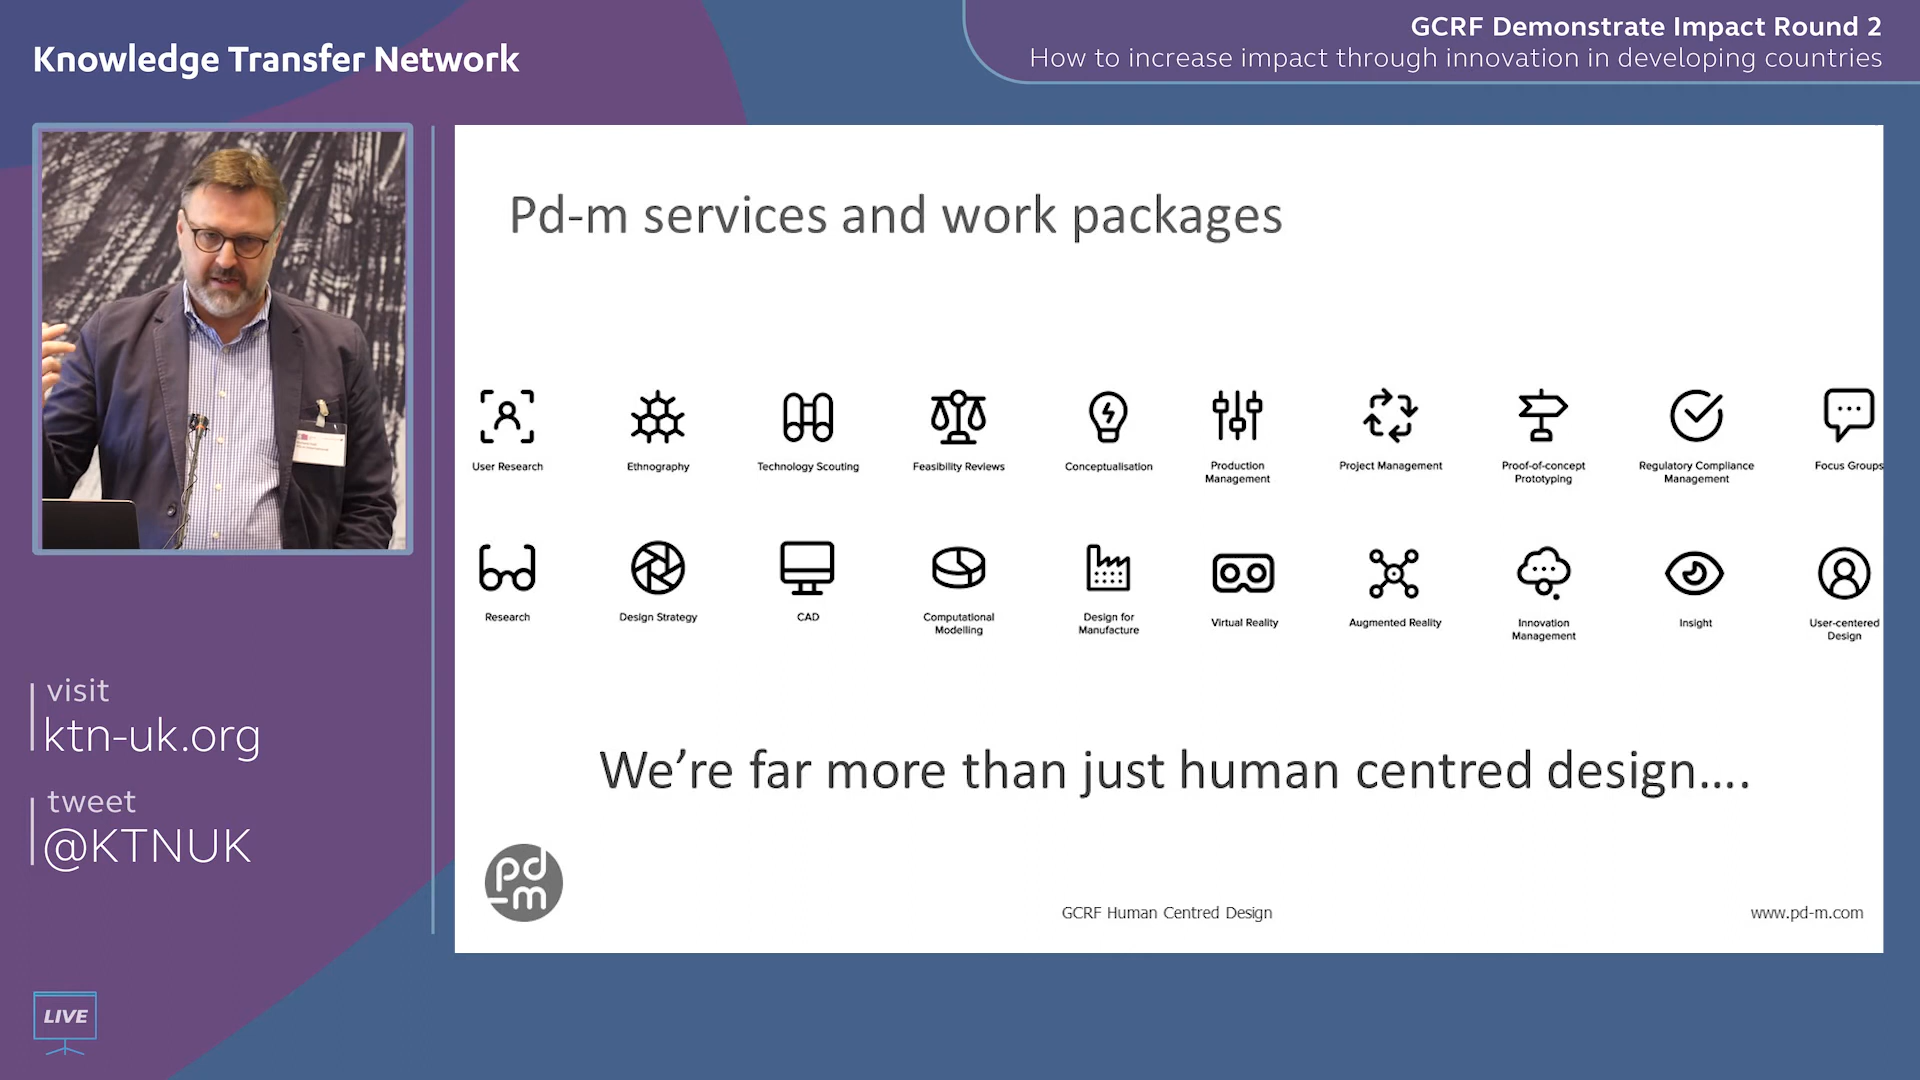 Knowledge Transfer Network
GCRF Demonstrate Impact Round 2
How to increase impact through innovation in developing countries
Pd-m services and work packages
User Research
Ethnography
Technology Scouting
Feasibility Reviews
Conceptualisation
Production
Management
Project Management
Proof-of-concept
Prototyping
Regulatory Compliance
Management
Focus Groups
Research
Design Strategy
CAD
Computational
Modelling
Design for
Manufacture
Virtual Reality
Augmented Reality
Innovation
Management
Insight
User-centered
Design
We’re far more than just human centred design….
pd
-m
GCRF Human Centred Design
www.pd-m.com
visit
ktn-uk.org
tweet
@KTNUK
LIVE